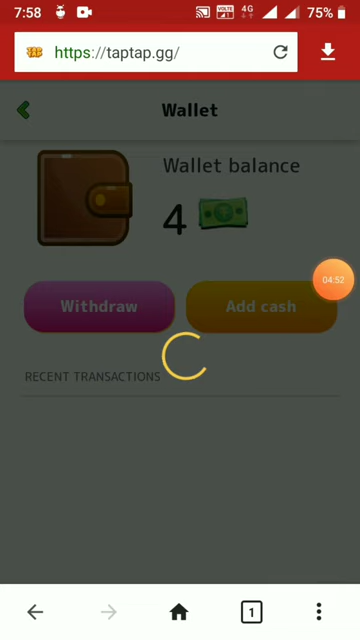 7:58
VOLTE
4G
75%
https://taptap.gg/
Wallet
Wallet balance
4
04:52
Withdraw
Add cash
RECENT TRANSACTIONS
1